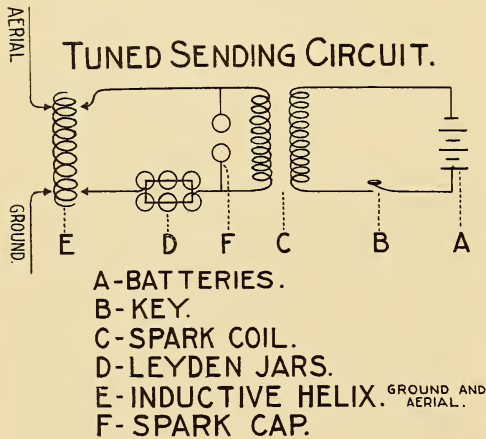 AERIAL
TUNED SENDING CIRCUIT.
GROUND.
E D F C B A
A-BATTERIES.
B-KEY.
C-SPARK COIL.
D-LEYDEN JARS.
E-INDUCTIVE HELIX. GROUND AND
AERIAL.
F-SPARK CAP.